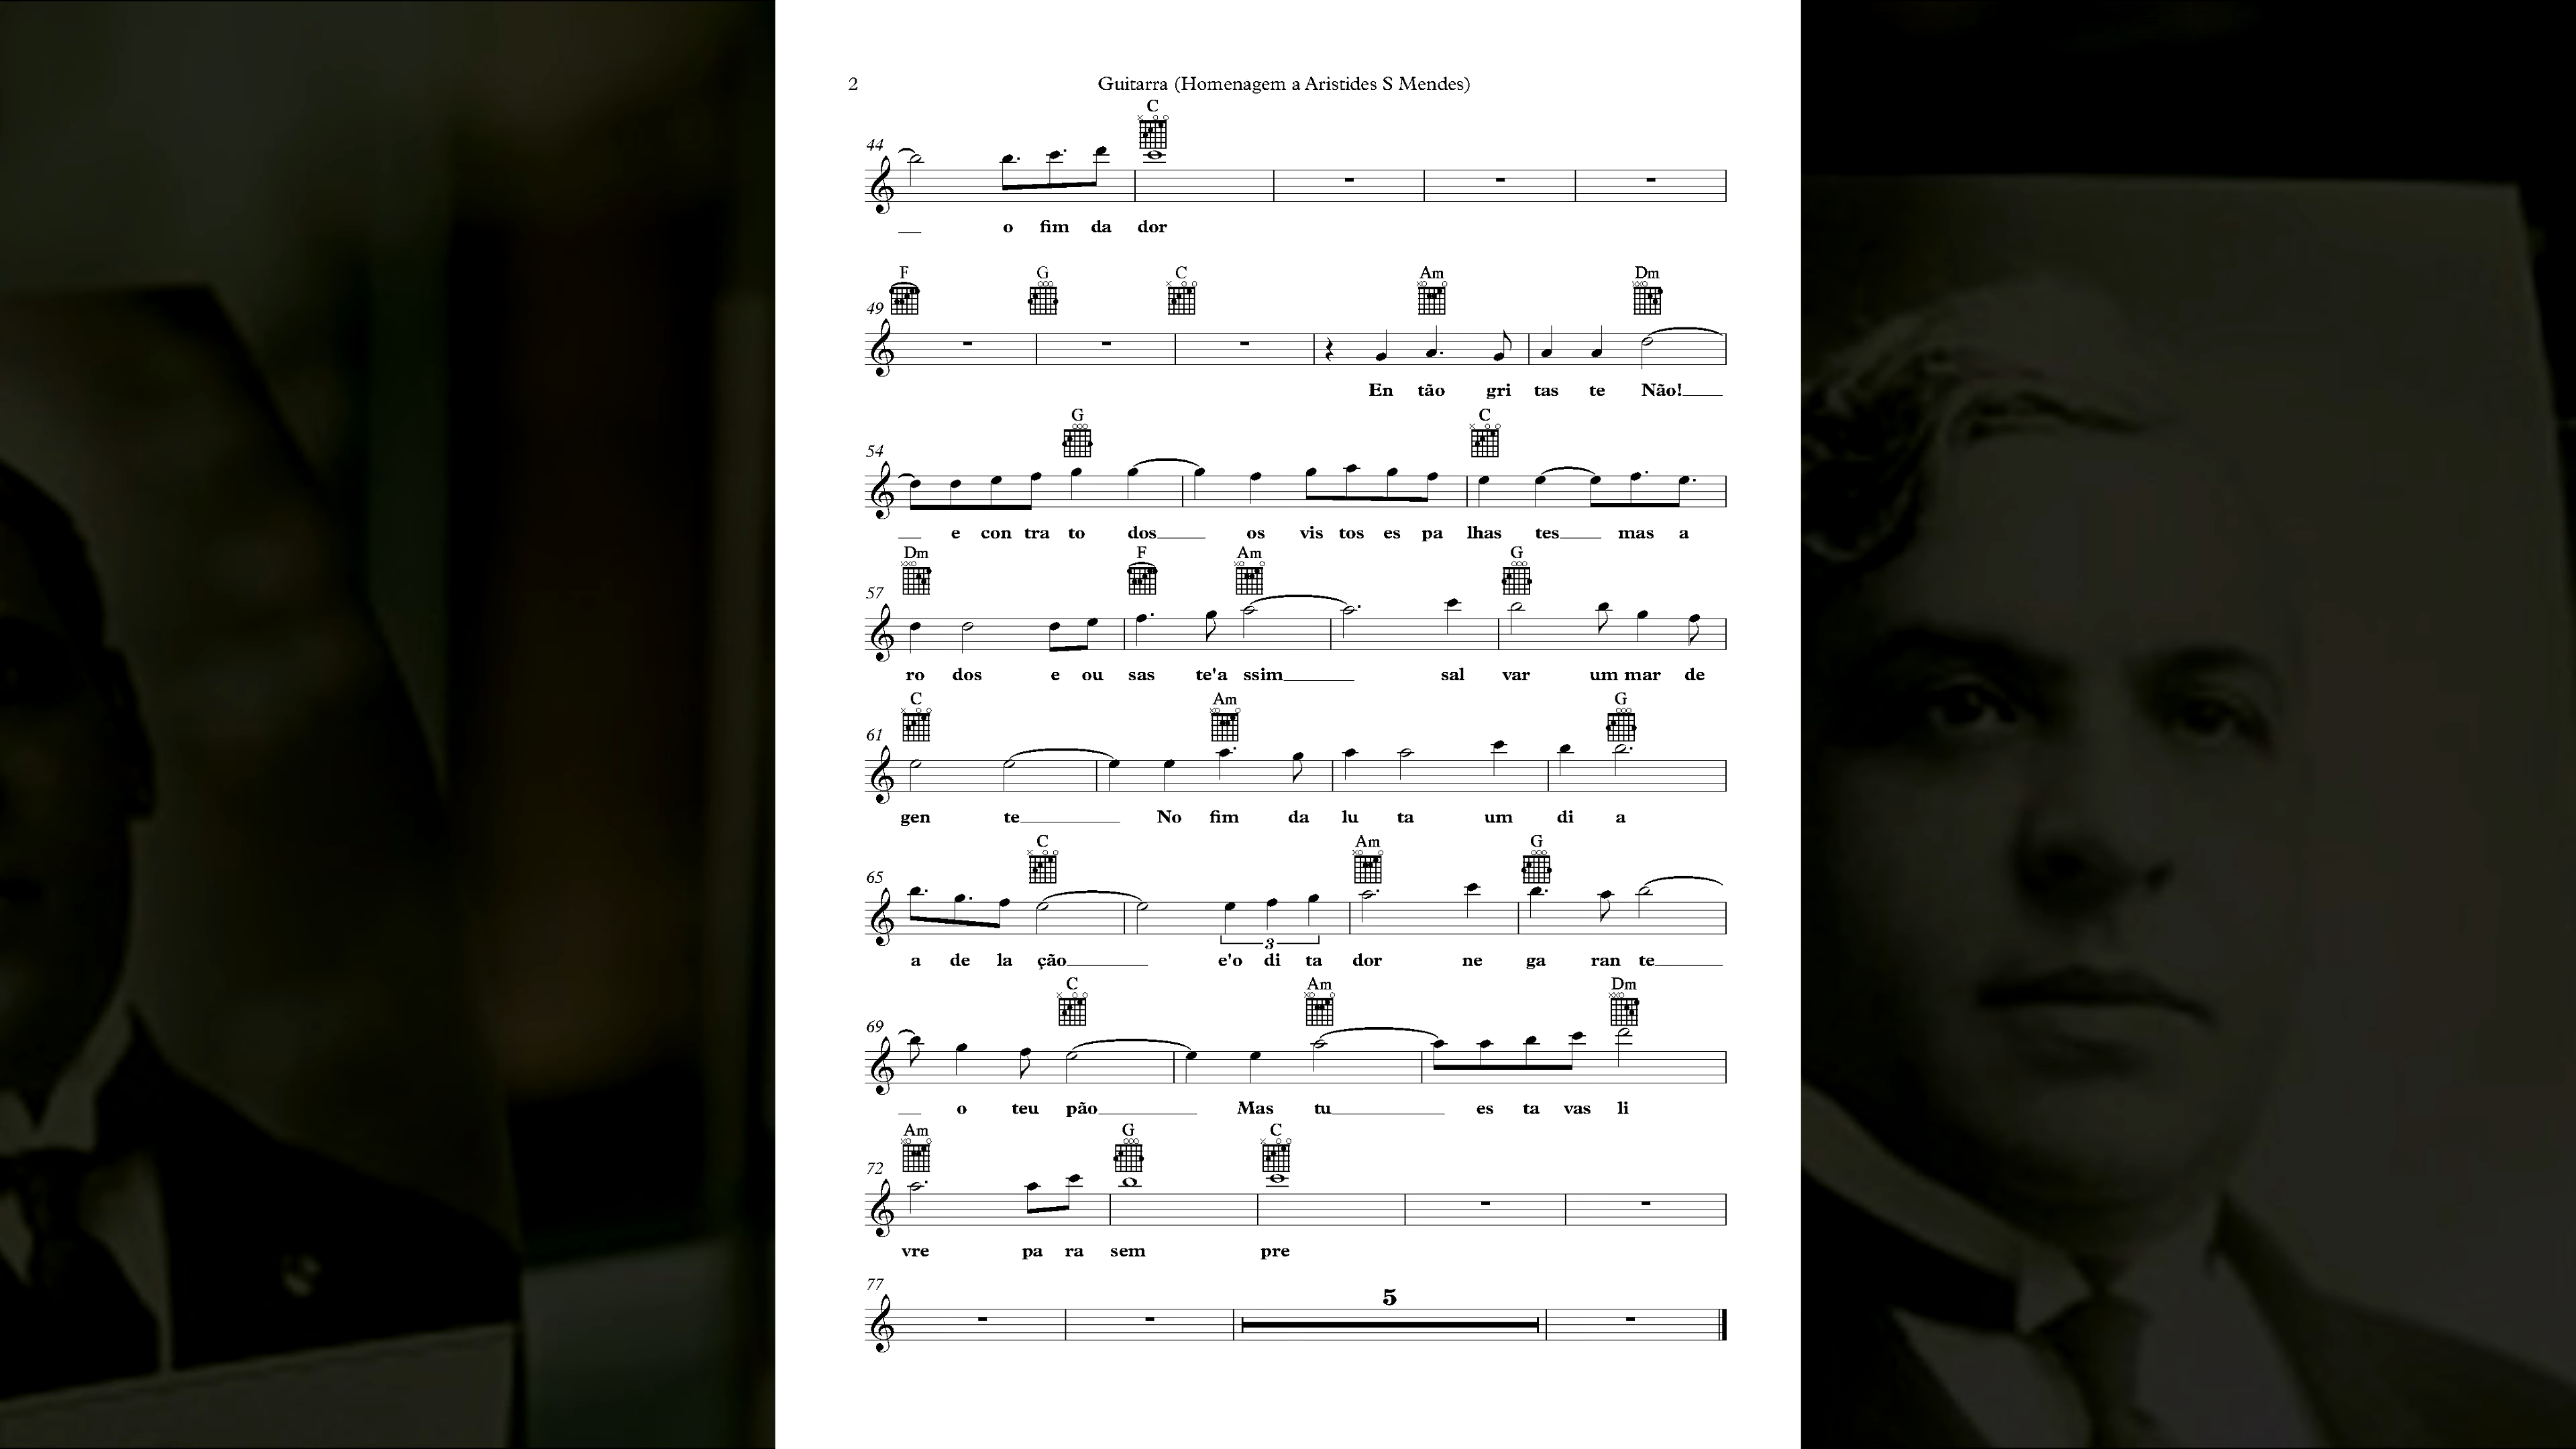 2
Guitarra (Homenagem a Aristides S Mendes)
C
44
o fim da dor
F G C Am Dm
49
En tão gri tas te Não!
G C
54
e con tra to dos os vis tos es pa lhas tes mas a
Dm F Am G
57
ro dos e ou sas te'a ssim sal var um mar de
C Am G
61
gen te No fim da lu ta um di a
C Am G
65
3
a de la ção e'o di ta dor ne ga ran te
C Am Dm
69
o teu pão Mas tu es ta vas li
Am G C
72
vre pa ra sem pre
77
5